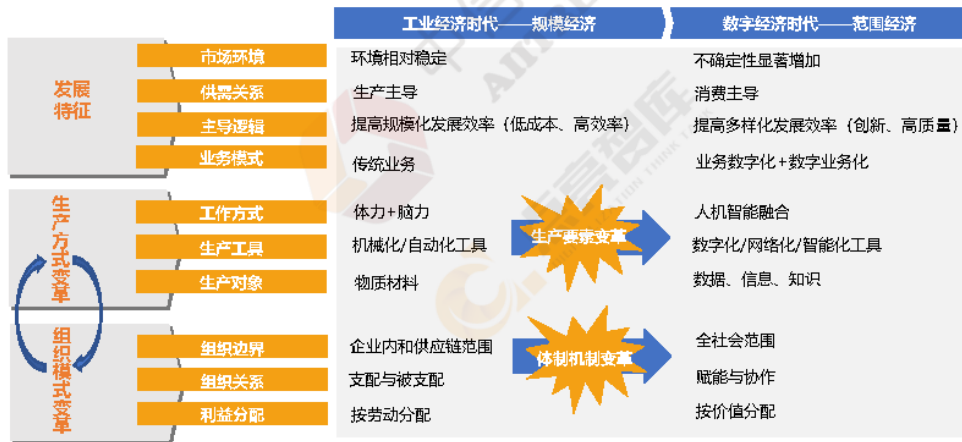 工业经济时代——规模经济
数字经济时代——范围经济
发展
特征
市场环境
环境相对稳定
不确定性显著增加
供需关系
生产主导
消费主导
主导逻辑
提高规模化发展效率（低成本、高效率）
提高多样化发展效率（创新、高质量）
业务模式
传统业务
业务数字化+数字业务化
生产方式变革
工作方式
体力+脑力
人机智能融合
生产工具
机械化/自动化工具
生产要素变革
数字化/网络化/智能化工具
生产对象
物质材料
数据、信息、知识
组织模式变革
组织边界
企业内和供应链范围
全社会范围
体制机制变革
组织关系
支配与被支配
赋能与协作
利益分配
按劳动分配
按价值分配